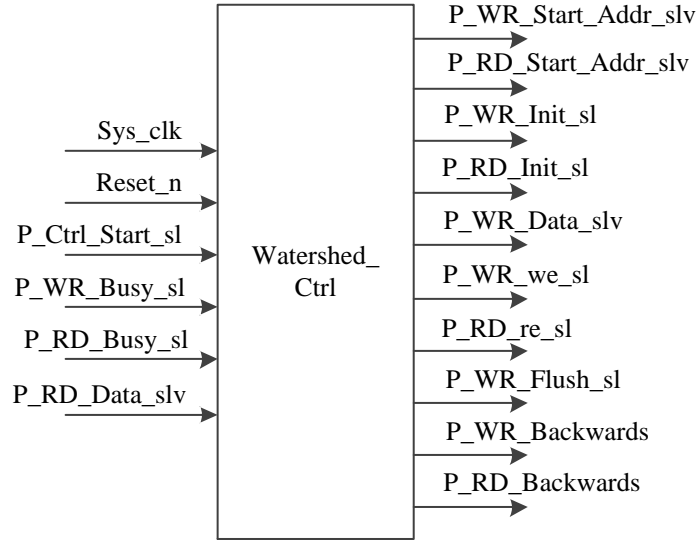 Sys_clk
Reset_n
P_Ctrl_Start_sl
P_WR_Busy_sl
P_RD_Busy_sl
P_RD_Data_slv
Watershed_
Ctrl
P_WR_Start_Addr_slv
P_RD_Start_Addr_slv
P_WR_Init_sl
P_RD_Init_sl
P_WR_Data_slv
P_WR_we_sl
P_RD_re_sl
P_WR_Flush_sl
P_WR_Backwards
P_RD_Backwards